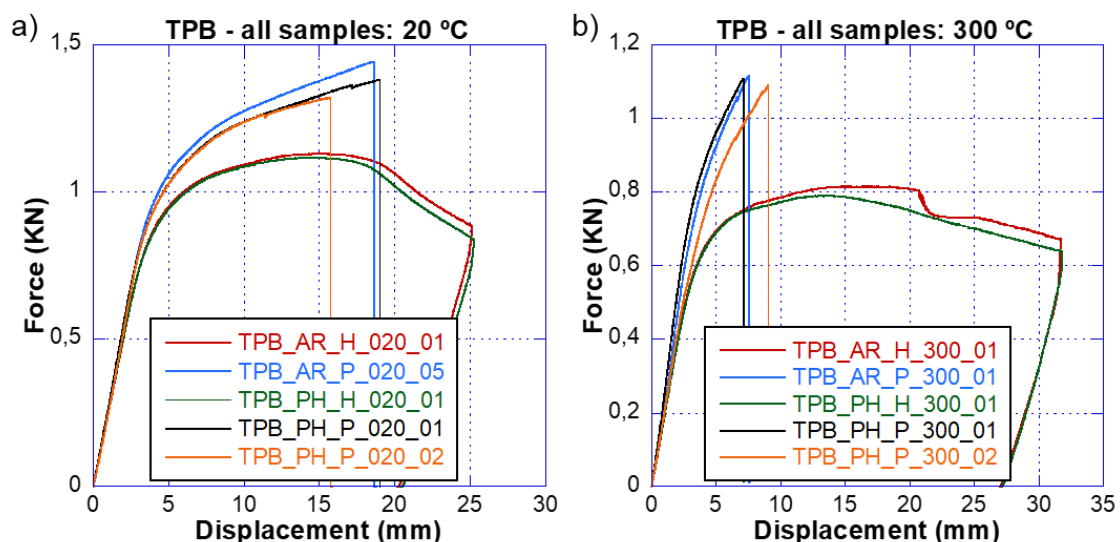 a)
TPB - all samples: 20 ºC
1,5
1
0,5
0
Force (KN)
TPB_AR_H_020_01
TPB_AR_P_020_05
TPB_PH_H_020_01
TPB_PH_P_020_01
TPB_PH_P_020_02
0 5 10 15 20 25 30
Displacement (mm)
b)
TPB - all samples: 300 ºC
1,2
1
0,8
0,6
0,4
0,2
0
Force (KN)
TPB_AR_H_300_01
TPB_AR_P_300_01
TPB_PH_H_300_01
TPB_PH_P_300_01
TPB_PH_P_300_02
0 5 10 15 20 25 30 35
Displacement (mm)